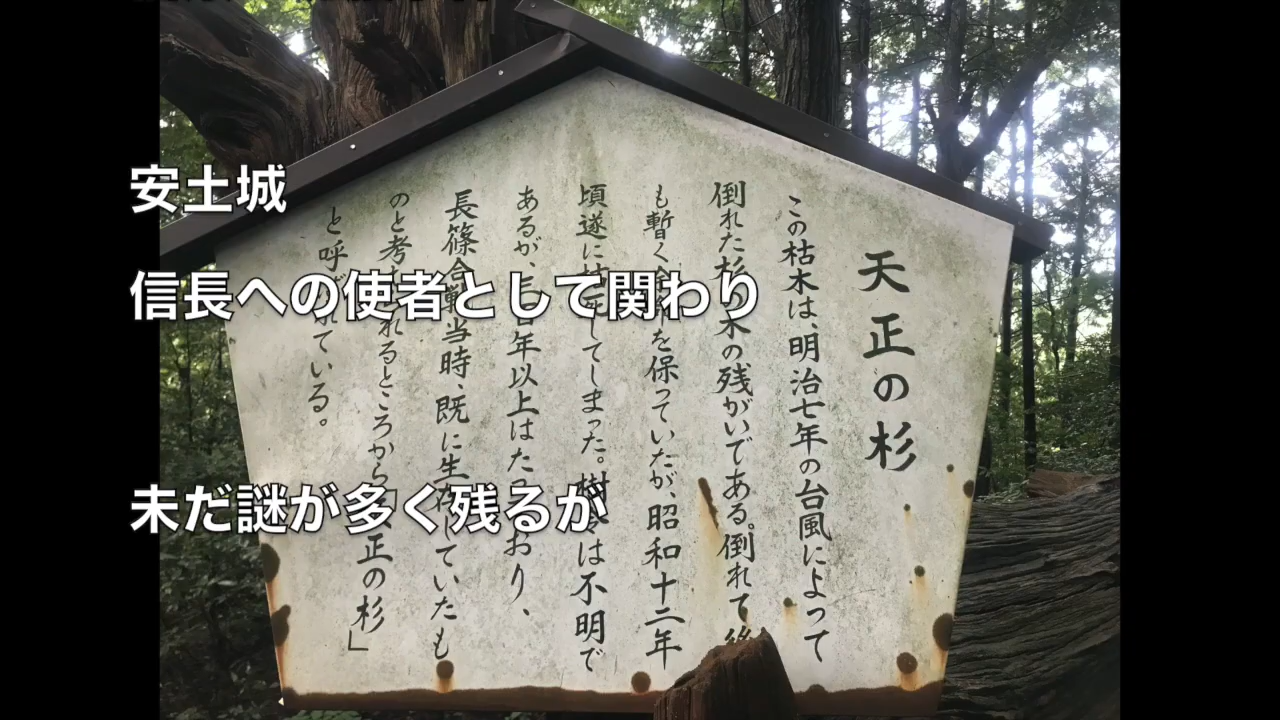 安土城
信長への使者として関わり
未だ謎が多く残るが
天正の杉
この枯木は、明治七年の台風によって
倒れた杉の木の残がいである。倒れて後
も暫く を保っていたが、昭和十二年
頃遂に してしまった。樹 は不明で
あるが、 年以上はたっており、
長篠合戦当時、既に生存していたも
のと考 れるところから 正の杉」
と呼 れている。